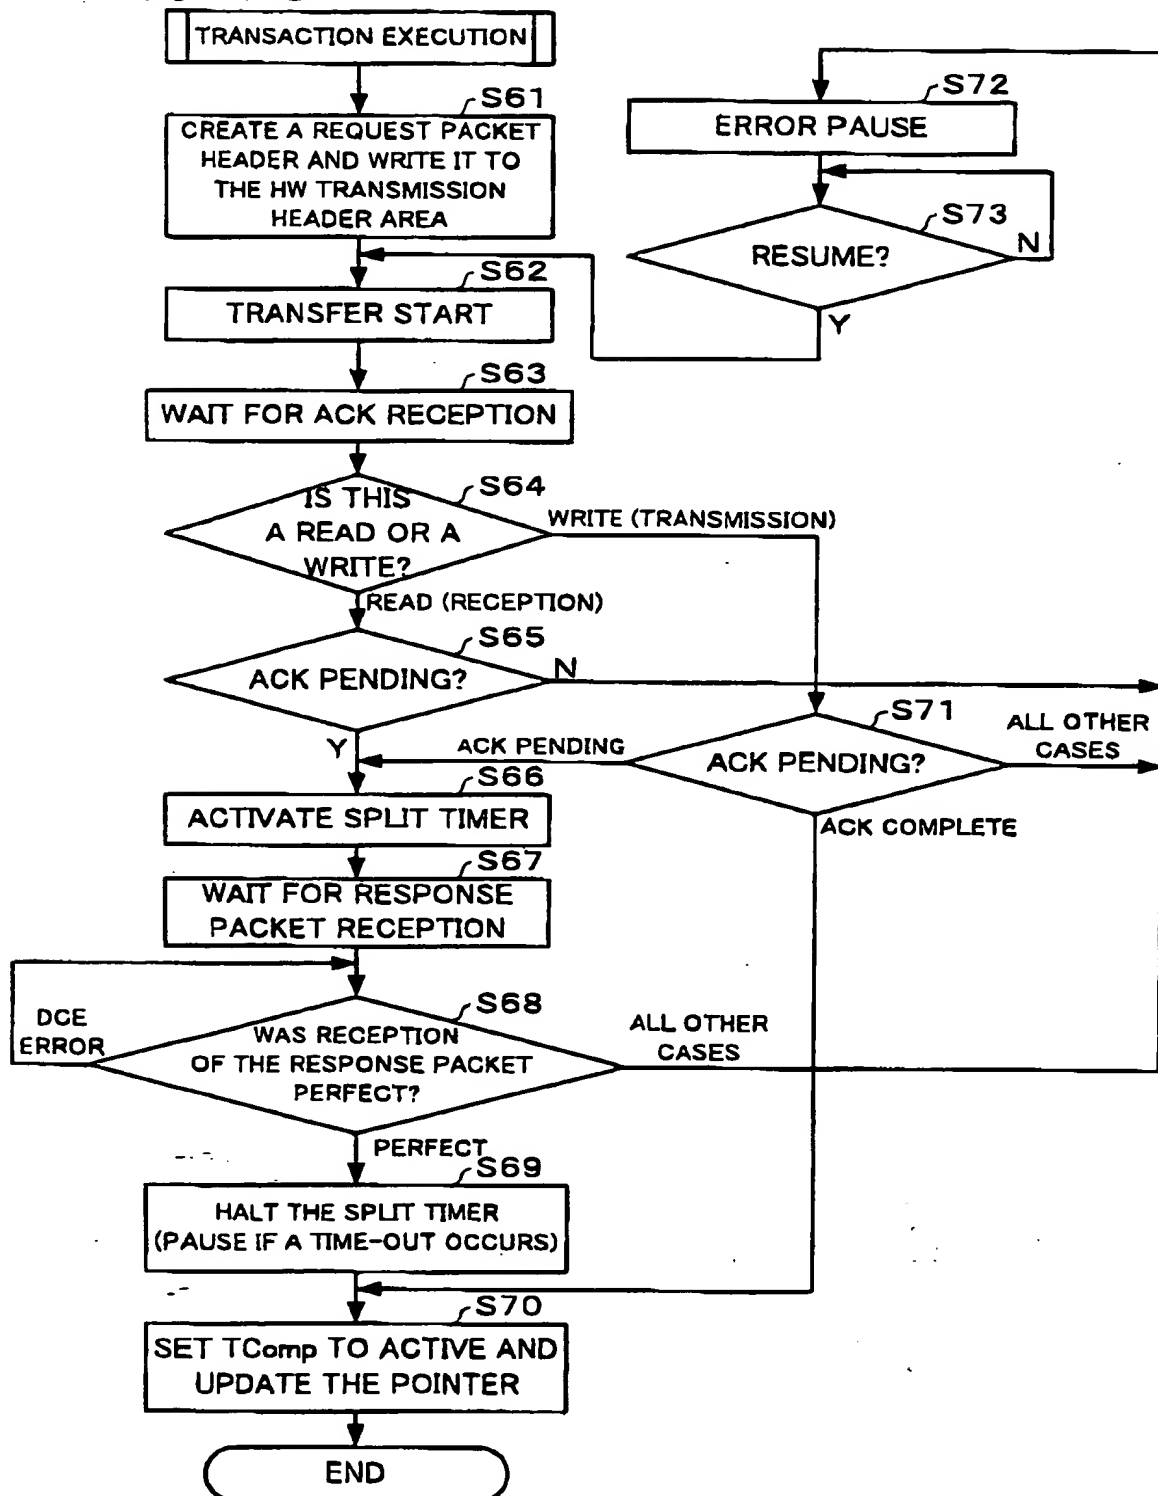 TRANSACTION EXECUTION
S61
CREATE A REQUEST PACKET
HEADER AND WRITE IT TO
THE HW TRANSMISSION
HEADER AREA
S72
ERROR PAUSE
S73
RESUME?
N
Y
S62
TRANSFER START
S63
WAIT FOR ACK RECEPTION
S64
IS THIS
A READ OR A
WRITE?
WRITE (TRANSMISSION)
READ (RECEPTION)
S65
ACK PENDING?
N
Y
S71
ACK PENDING?
ACK PENDING
ALL OTHER
CASES
ACK COMPLETE
S66
ACTIVATE SPLIT TIMER
S67
WAIT FOR RESPONSE
PACKET RECEPTION
S68
WAS RECEPTION
OF THE RESPONSE PACKET
PERFECT?
DCE
ERROR
ALL OTHER
CASES
PERFECT
S69
HALT THE SPLIT TIMER
(PAUSE IF A TIME-OUT OCCURS)
S70
SET TComp TO ACTIVE AND
UPDATE THE POINTER
END